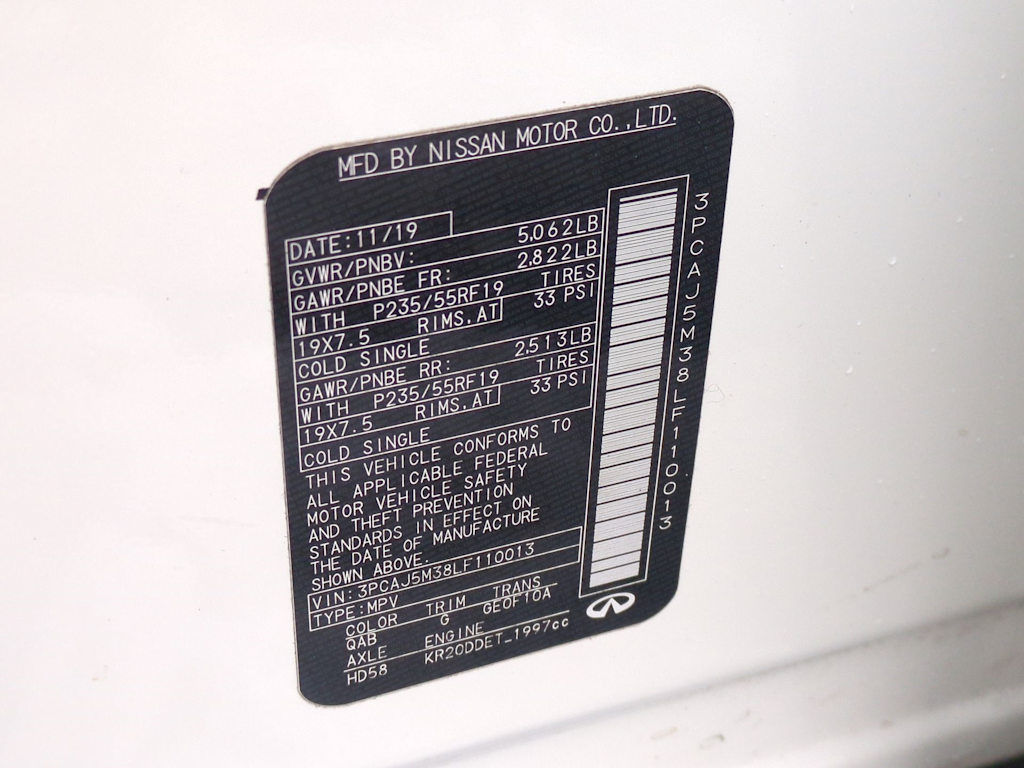 MFD BY NISSAN MOTOR CO.,LTD.
DATE:11/19
GVWR/PNBV: 5,062LB
GAWR/PNBE FR: 2,822LB
WITH P235/55RF19 TIRES
19X7.5 RIMS,AT 33 PSI
COLD SINGLE
GAWR/PNBE RR: 2,513LB
WITH P235/55RF19 TIRES
19X7.5 RIMS,AT 33 PSI
COLD SINGLE
THIS VEHICLE CONFORMS TO
ALL APPLICABLE FEDERAL
MOTOR VEHICLE SAFETY
AND THEFT PREVENTION
STANDARDS IN EFFECT ON
THE DATE OF MANUFACTURE
SHOWN ABOVE.
VIN:3PCAJ5M38LF110013
TYPE:MPV
COLOR TRIM TRANS
QAB G GE0F10A
AXLE ENGINE
HD58 KR20DDET_1997cc
3PCAJ5M38LF110013